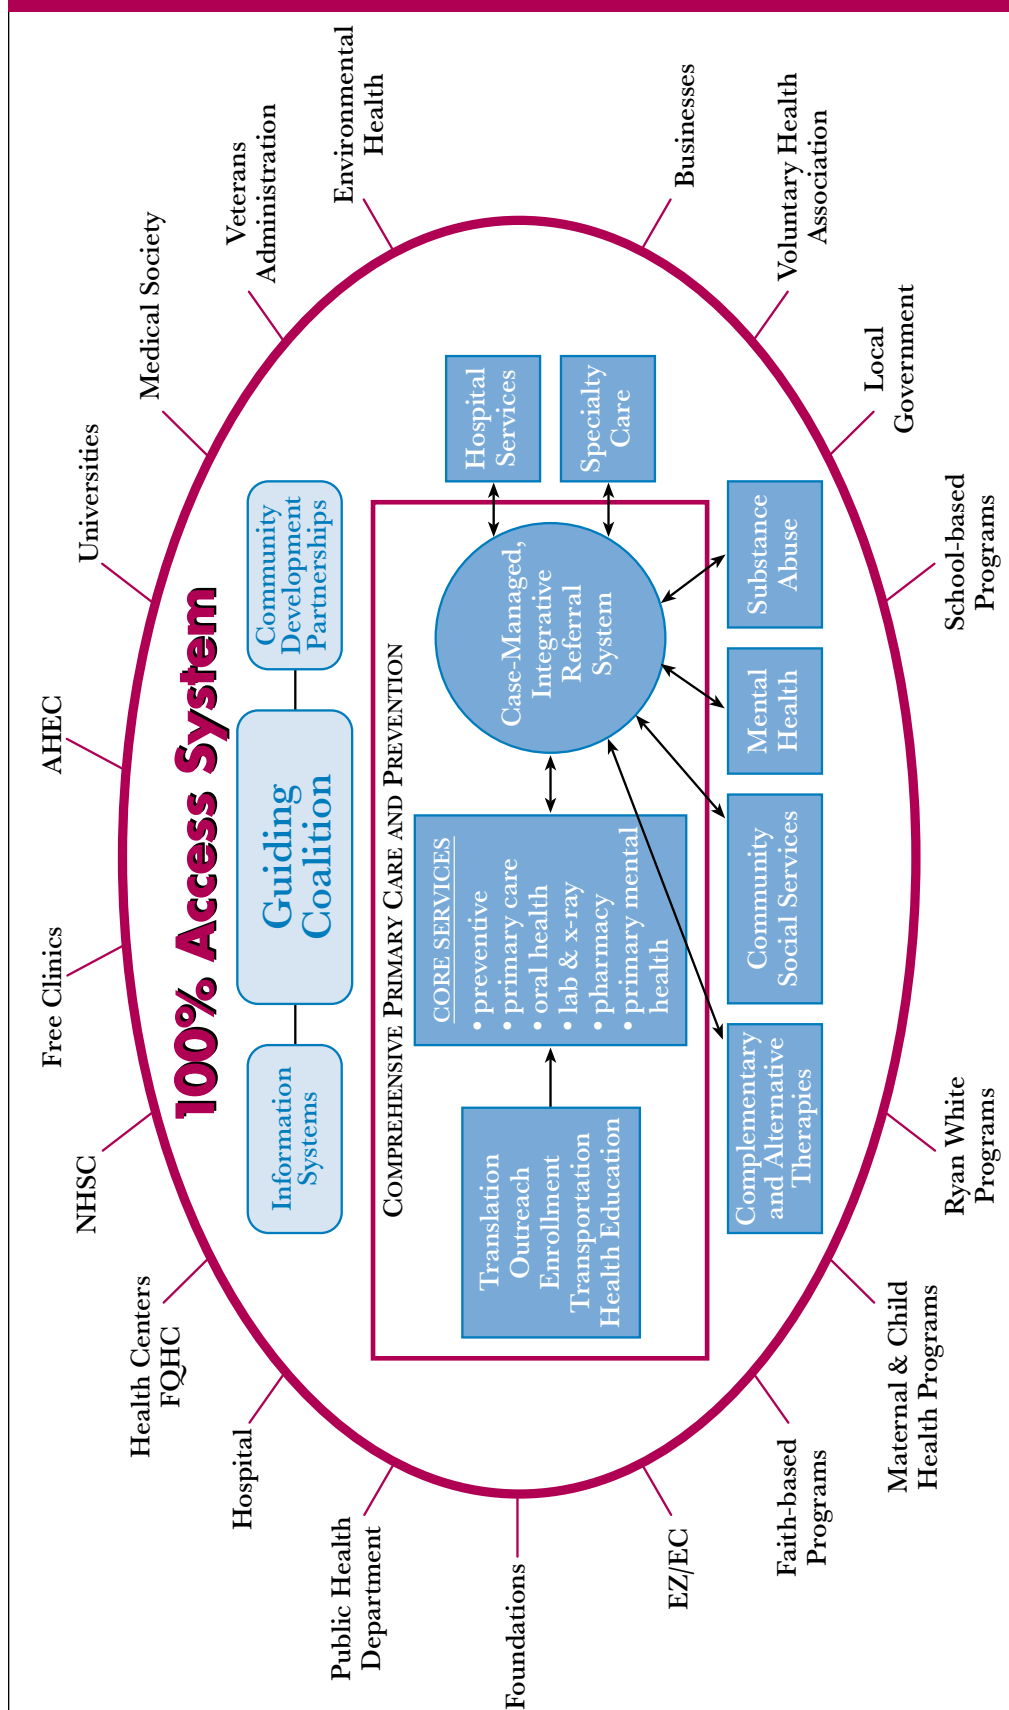 100% Access System
Information
Systems
Guiding
Coalition
Community
Development
Partnerships
COMPREHENSIVE PRIMARY CARE AND PREVENTION
Translation
Outreach
Enrollment
Transportation
Health Education
CORE SERVICES
• preventive
• primary care
• oral health
• lab & x-ray
• pharmacy
• primary mental
health
Case-Managed,
Integrative
Referral
System
Hospital
Services
Specialty
Care
Complementary
and Alternative
Therapies
Community
Social Services
Mental
Health
Substance
Abuse
Foundations
Public Health
Department
Hospital
Health Centers
FQHC
NHSC
Free Clinics
AHEC
Universities
Medical Society
Veterans
Administration
Environmental
Health
Businesses
Voluntary Health
Association
Local
Government
School-based
Programs
Ryan White
Programs
Maternal & Child
Health Programs
Faith-based
Programs
EZ/EC